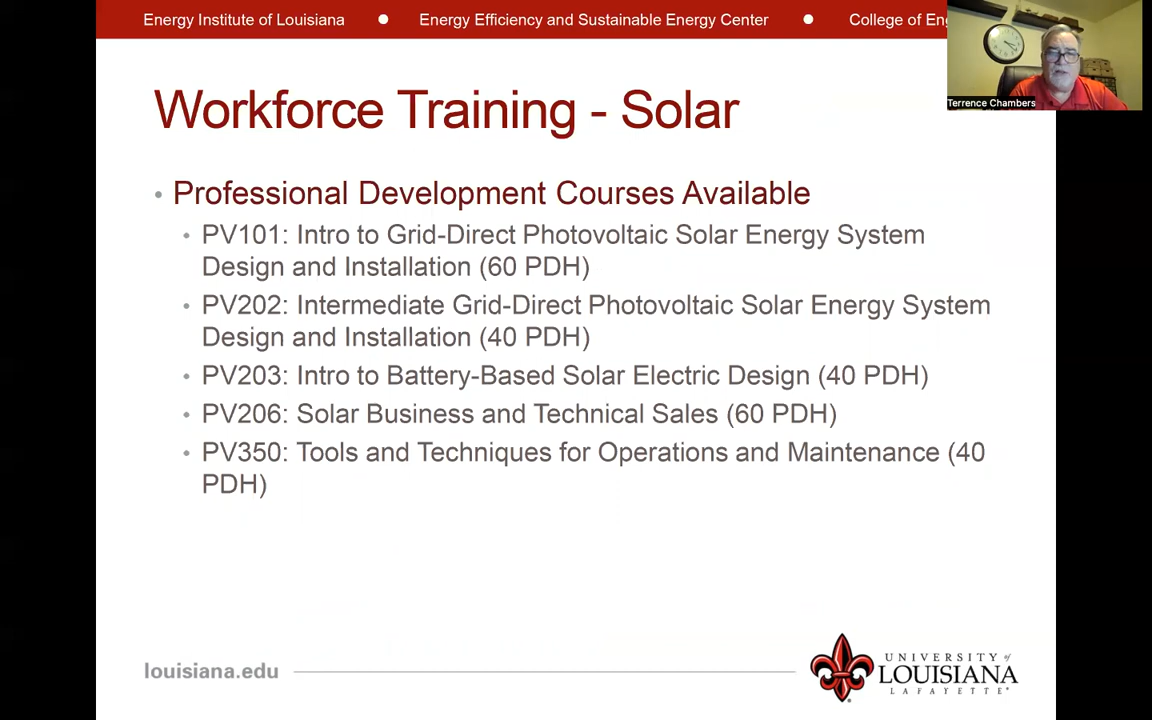 Energy Institute of Louisiana ● Energy Efficiency and Sustainable Energy Center ● College of
Terrence Chambers
Workforce Training - Solar
• Professional Development Courses Available
• PV101: Intro to Grid-Direct Photovoltaic Solar Energy System
Design and Installation (60 PDH)
• PV202: Intermediate Grid-Direct Photovoltaic Solar Energy System
Design and Installation (40 PDH)
• PV203: Intro to Battery-Based Solar Electric Design (40 PDH)
• PV206: Solar Business and Technical Sales (60 PDH)
• PV350: Tools and Techniques for Operations and Maintenance (40
PDH)
louisiana.edu
UNIVERSITY of
LOUISIANA
LAFAYETTE